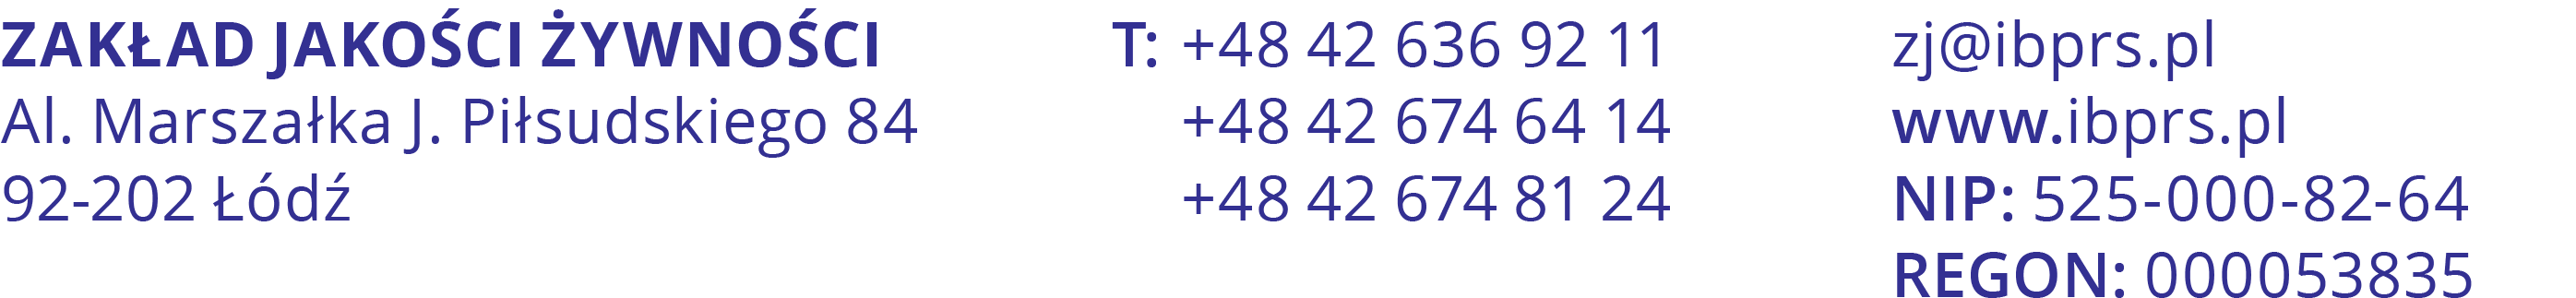 ZAKŁAD JAKOŚCI ŻYWNOŚCI
Al. Marszałka J. Piłsudskiego 84
92-202 Łódź
T: +48 42 636 92 11
+48 42 674 64 14
+48 42 674 81 24
zj@ibprs.pl
www.ibprs.pl
NIP: 525-000-82-64
REGON: 000053835